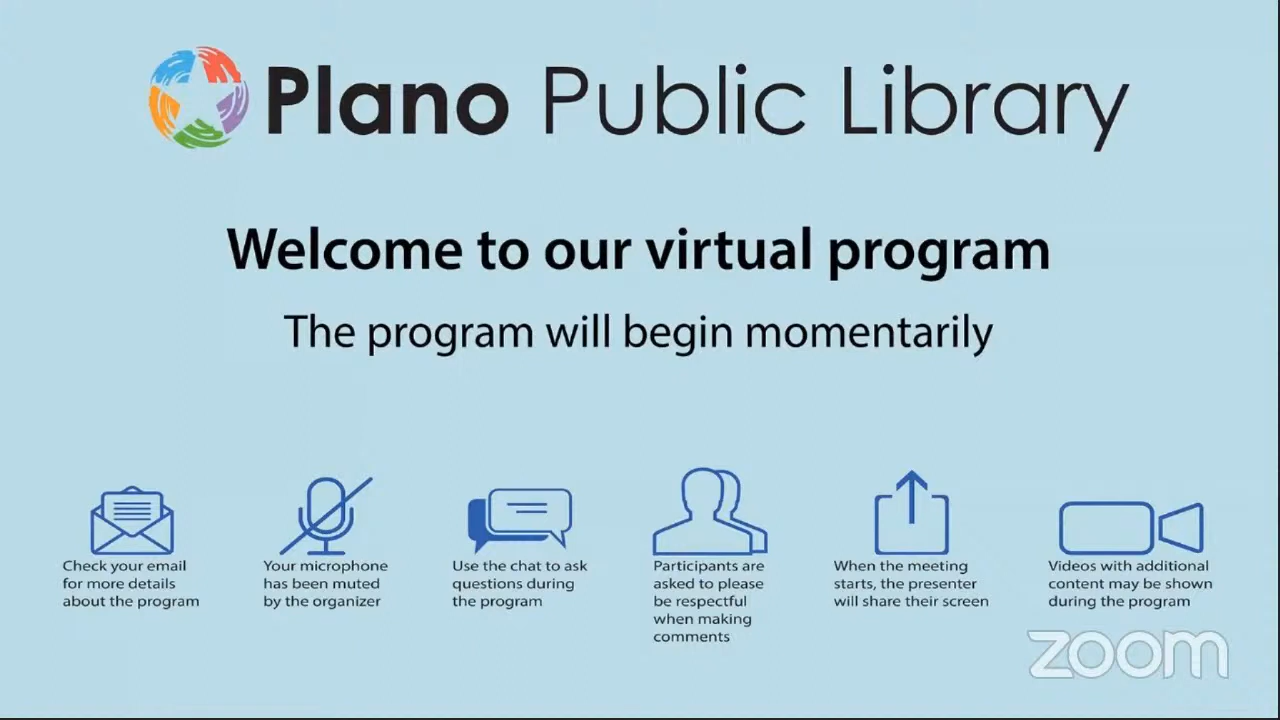 Plano Public Library
Welcome to our virtual program
The program will begin momentarily
Check your email
for more details
about the program
Your microphone
has been muted
by the organizer
Use the chat to ask
questions during
the program
Participants are
asked to please
be respectful
when making
comments
When the meeting
starts, the presenter
will share their screen
Videos with additional
content may be shown
during the program
zoom